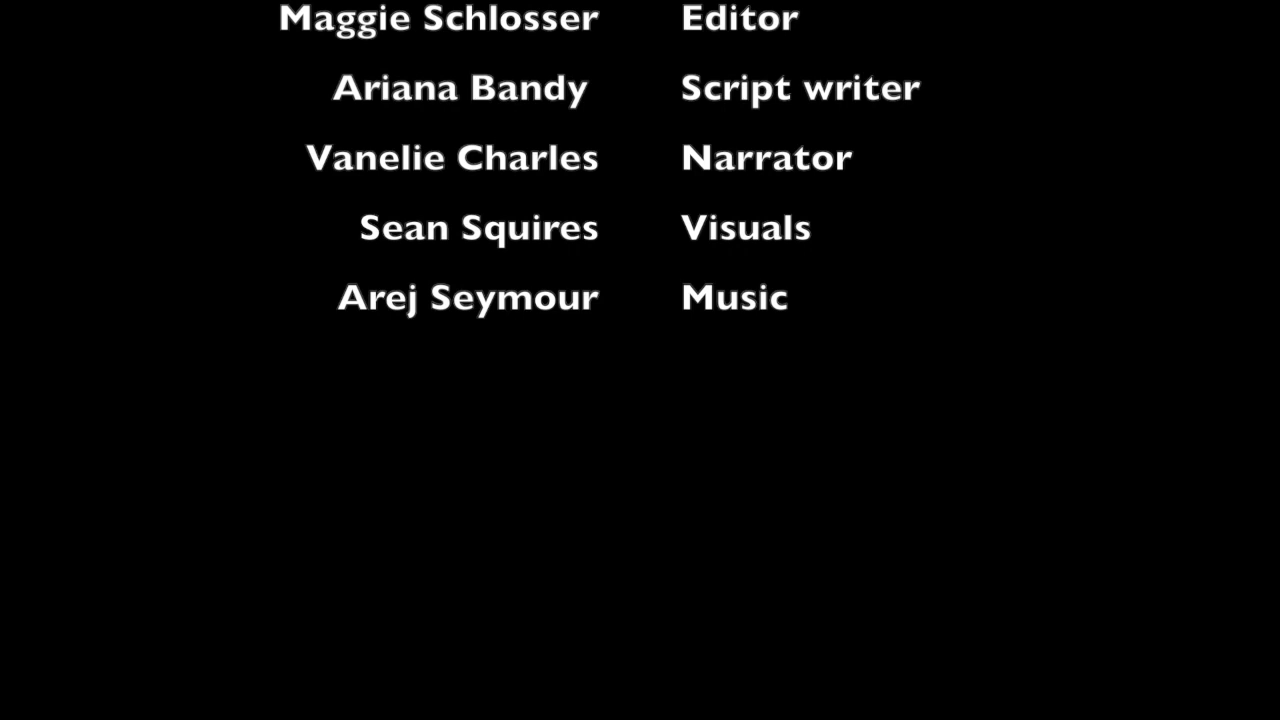 Maggie Schlosser Editor
Ariana Bandy Script writer
Vanelie Charles Narrator
Sean Squires Visuals
Arej Seymour Music